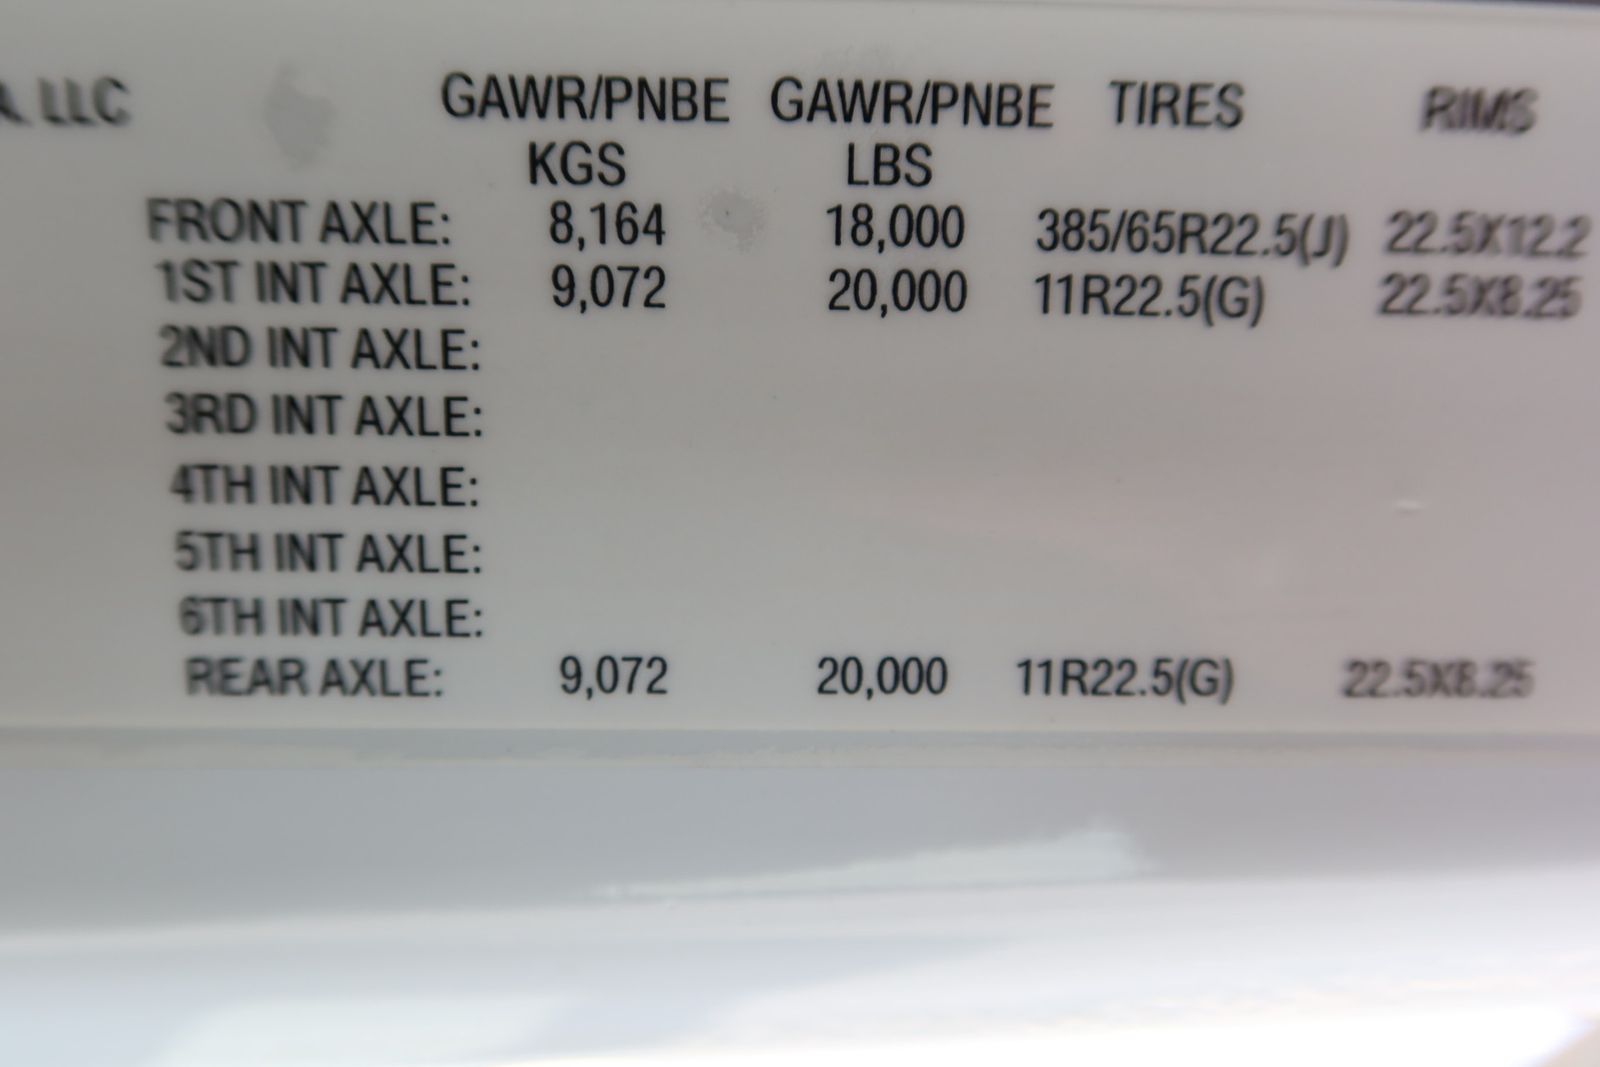 LLC GAWR/PNBE GAWR/PNBE TIRES RIMS
KGS LBS
FRONT AXLE: 8,164 18,000 385/65R22.5(J) 22.5X12.2
1ST INT AXLE: 9,072 20,000 11R22.5(G) 22.5X8.25
2ND INT AXLE:
3RD INT AXLE:
4TH INT AXLE:
5TH INT AXLE:
6TH INT AXLE:
REAR AXLE: 9,072 20,000 11R22.5(G) 22.5X8.25